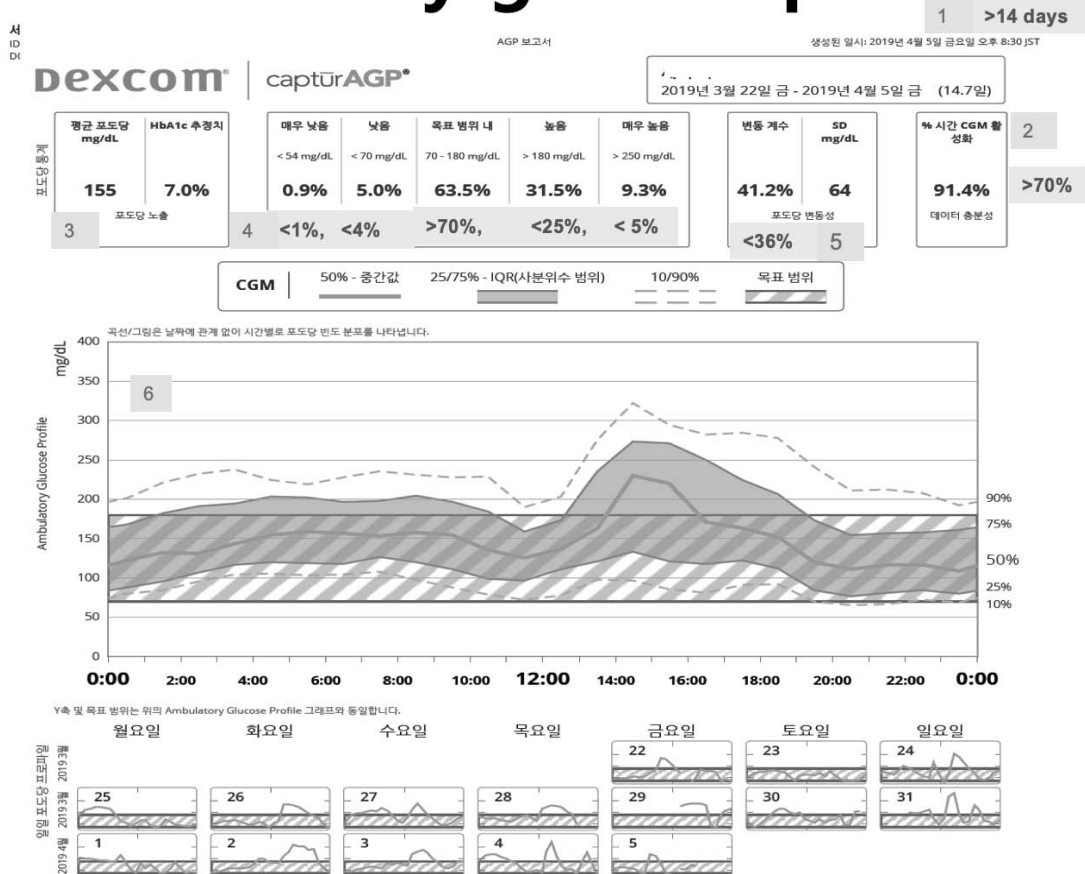 1 >14 days
서
ID
AGP 보고서
생성된 일시: 2019년 4월 5일 금요일 오후 8:30 JST
Dexcom
captūrAGP
2019년 3월 22일 금 - 2019년 4월 5일 금 (14.7일)
포도당 통계
평균 포도당 mg/dL
HbA1c 추정치
155 7.0%
포도당 노출
3
매우 낮음 낮음 목표 범위 내 높음 매우 높음
< 54 mg/dL < 70 mg/dL 70 - 180 mg/dL > 180 mg/dL > 250 mg/dL
0.9% 5.0% 63.5% 31.5% 9.3%
4 <1%, <4% >70%, <25%, < 5%
변동 계수
SD mg/dL
41.2% 64
포도당 변동성
<36% 5
% 시간 CGM 활성화
91.4%
데이터 충분성
2
>70%
CGM 50% - 중간값 25/75% - IQR(사분위수 범위) 10/90% 목표 범위
곡선/그림은 날짜에 관계 없이 시간별로 포도당 빈도 분포를 나타냅니다.
mg/dL
Ambulatory Glucose Profile
400
350
6
300
250
200
150
100
50
0
90%
75%
50%
25%
10%
0:00 2:00 4:00 6:00 8:00 10:00 12:00 14:00 16:00 18:00 20:00 22:00 0:00
Y축 및 목표 범위는 위의 Ambulatory Glucose Profile 그래프와 동일합니다.
월요일 화요일 수요일 목요일 금요일 토요일 일요일
일일 포도당 프로파일
2019 3월
22 23 24
2019 3월
25 26 27 28 29 30 31
2019 4월
1 2 3 4 5